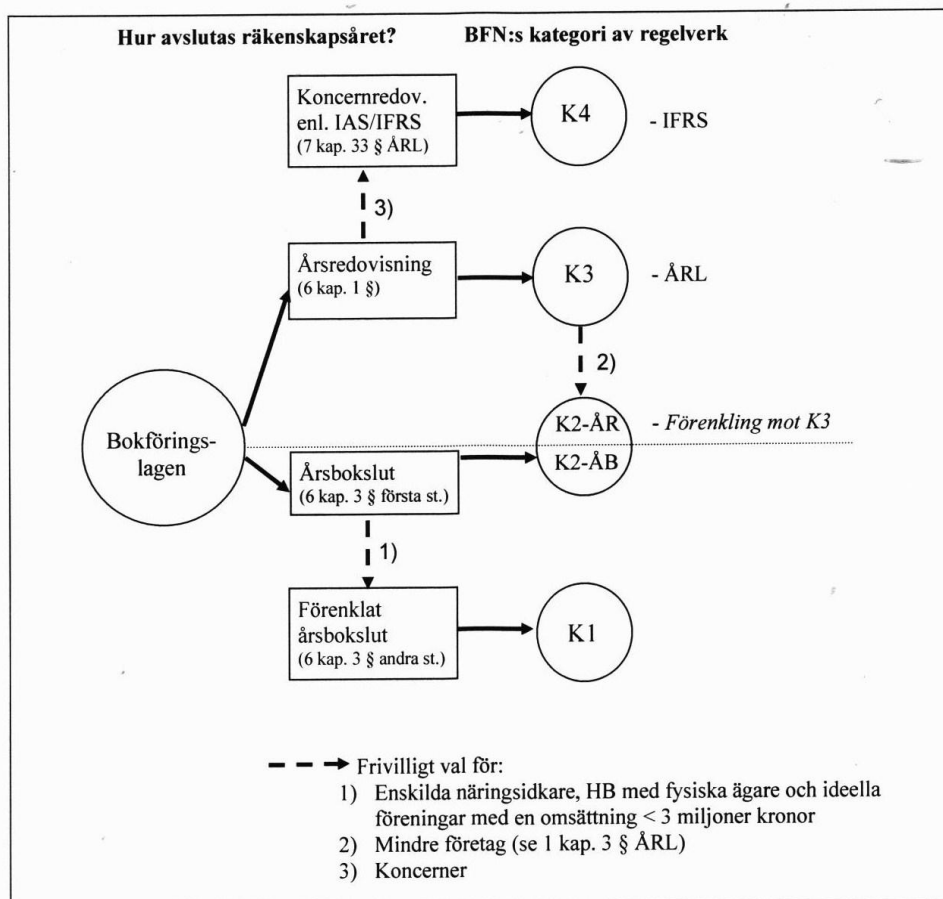 Hur avslutas räkenskapsåret?
BFN:s kategori av regelverk
Koncernredov.
enl. IAS/IFRS
(7 kap. 33 § ÅRL)
K4
- IFRS
3)
Årsredovisning
(6 kap. 1 §)
K3
- ÅRL
2)
Bokförings-
lagen
K2-ÅR
- Förenkling mot K3
K2-ÅB
Årsbokslut
(6 kap. 3 § första st.)
1)
Förenklat
årsbokslut
(6 kap. 3 § andra st.)
K1
Frivilligt val för:
1) Enskilda näringsidkare, HB med fysiska ägare och ideella
föreningar med en omsättning < 3 miljoner kronor
2) Mindre företag (se 1 kap. 3 § ÅRL)
3) Koncerner